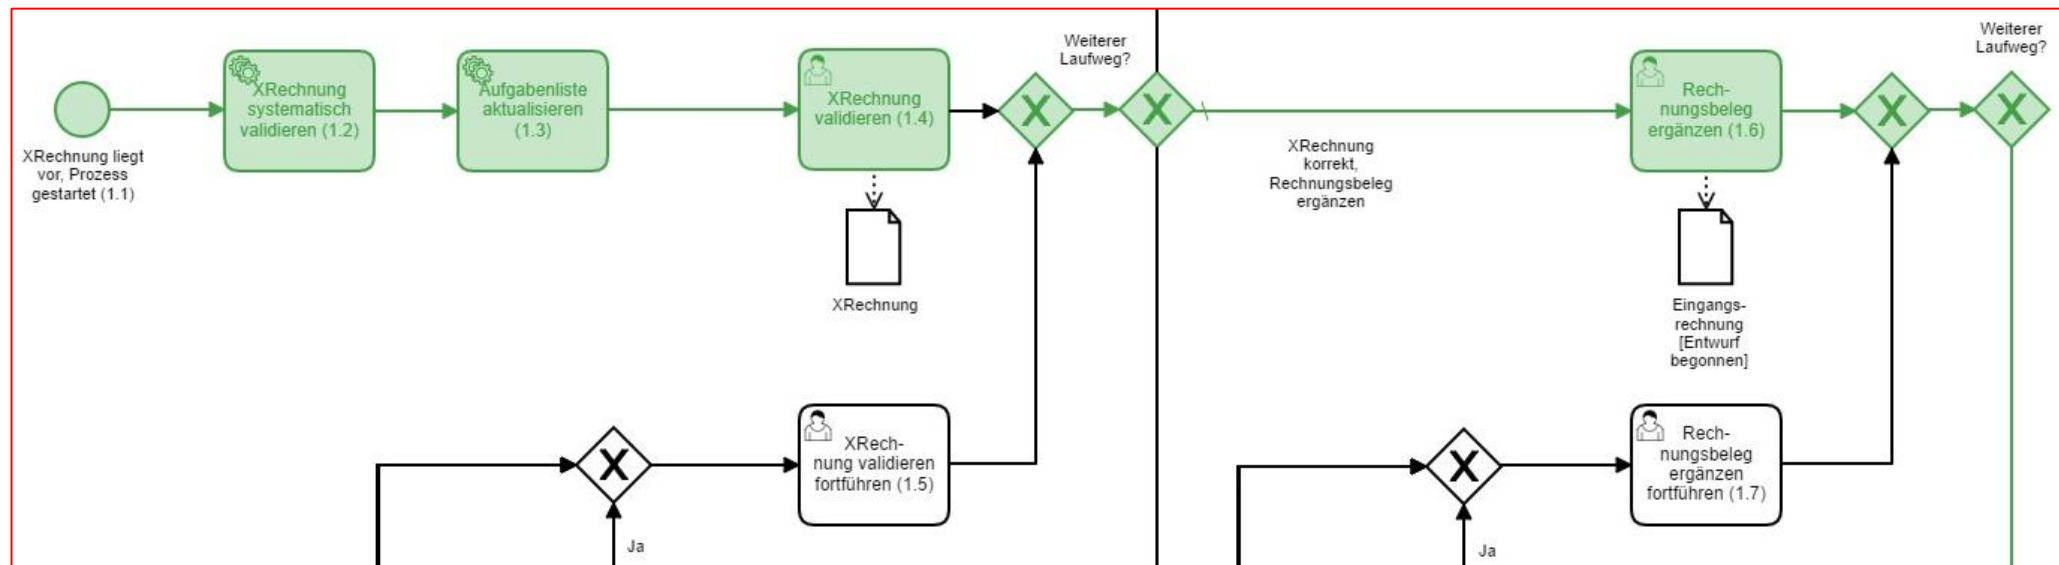 XRechnung liegt
vor, Prozess
gestartet (1.1)
XRechnung
systematisch
validieren (1.2)
Aufgabenliste
aktualisieren
(1.3)
XRechnung
validieren (1.4)
XRechnung
Weiterer
Laufweg?
X
X
XRechnung
korrekt,
Rechnungsbeleg
ergänzen
Rech-
nungsbeleg
ergänzen (1.6)
Eingangs-
rechnung
[Entwurf
begonnen]
X
Weiterer
Laufweg?
X
X
Ja
XRech-
nung validieren
fortführen (1.5)
X
Ja
Rech-
nungsbeleg
ergänzen
fortführen (1.7)